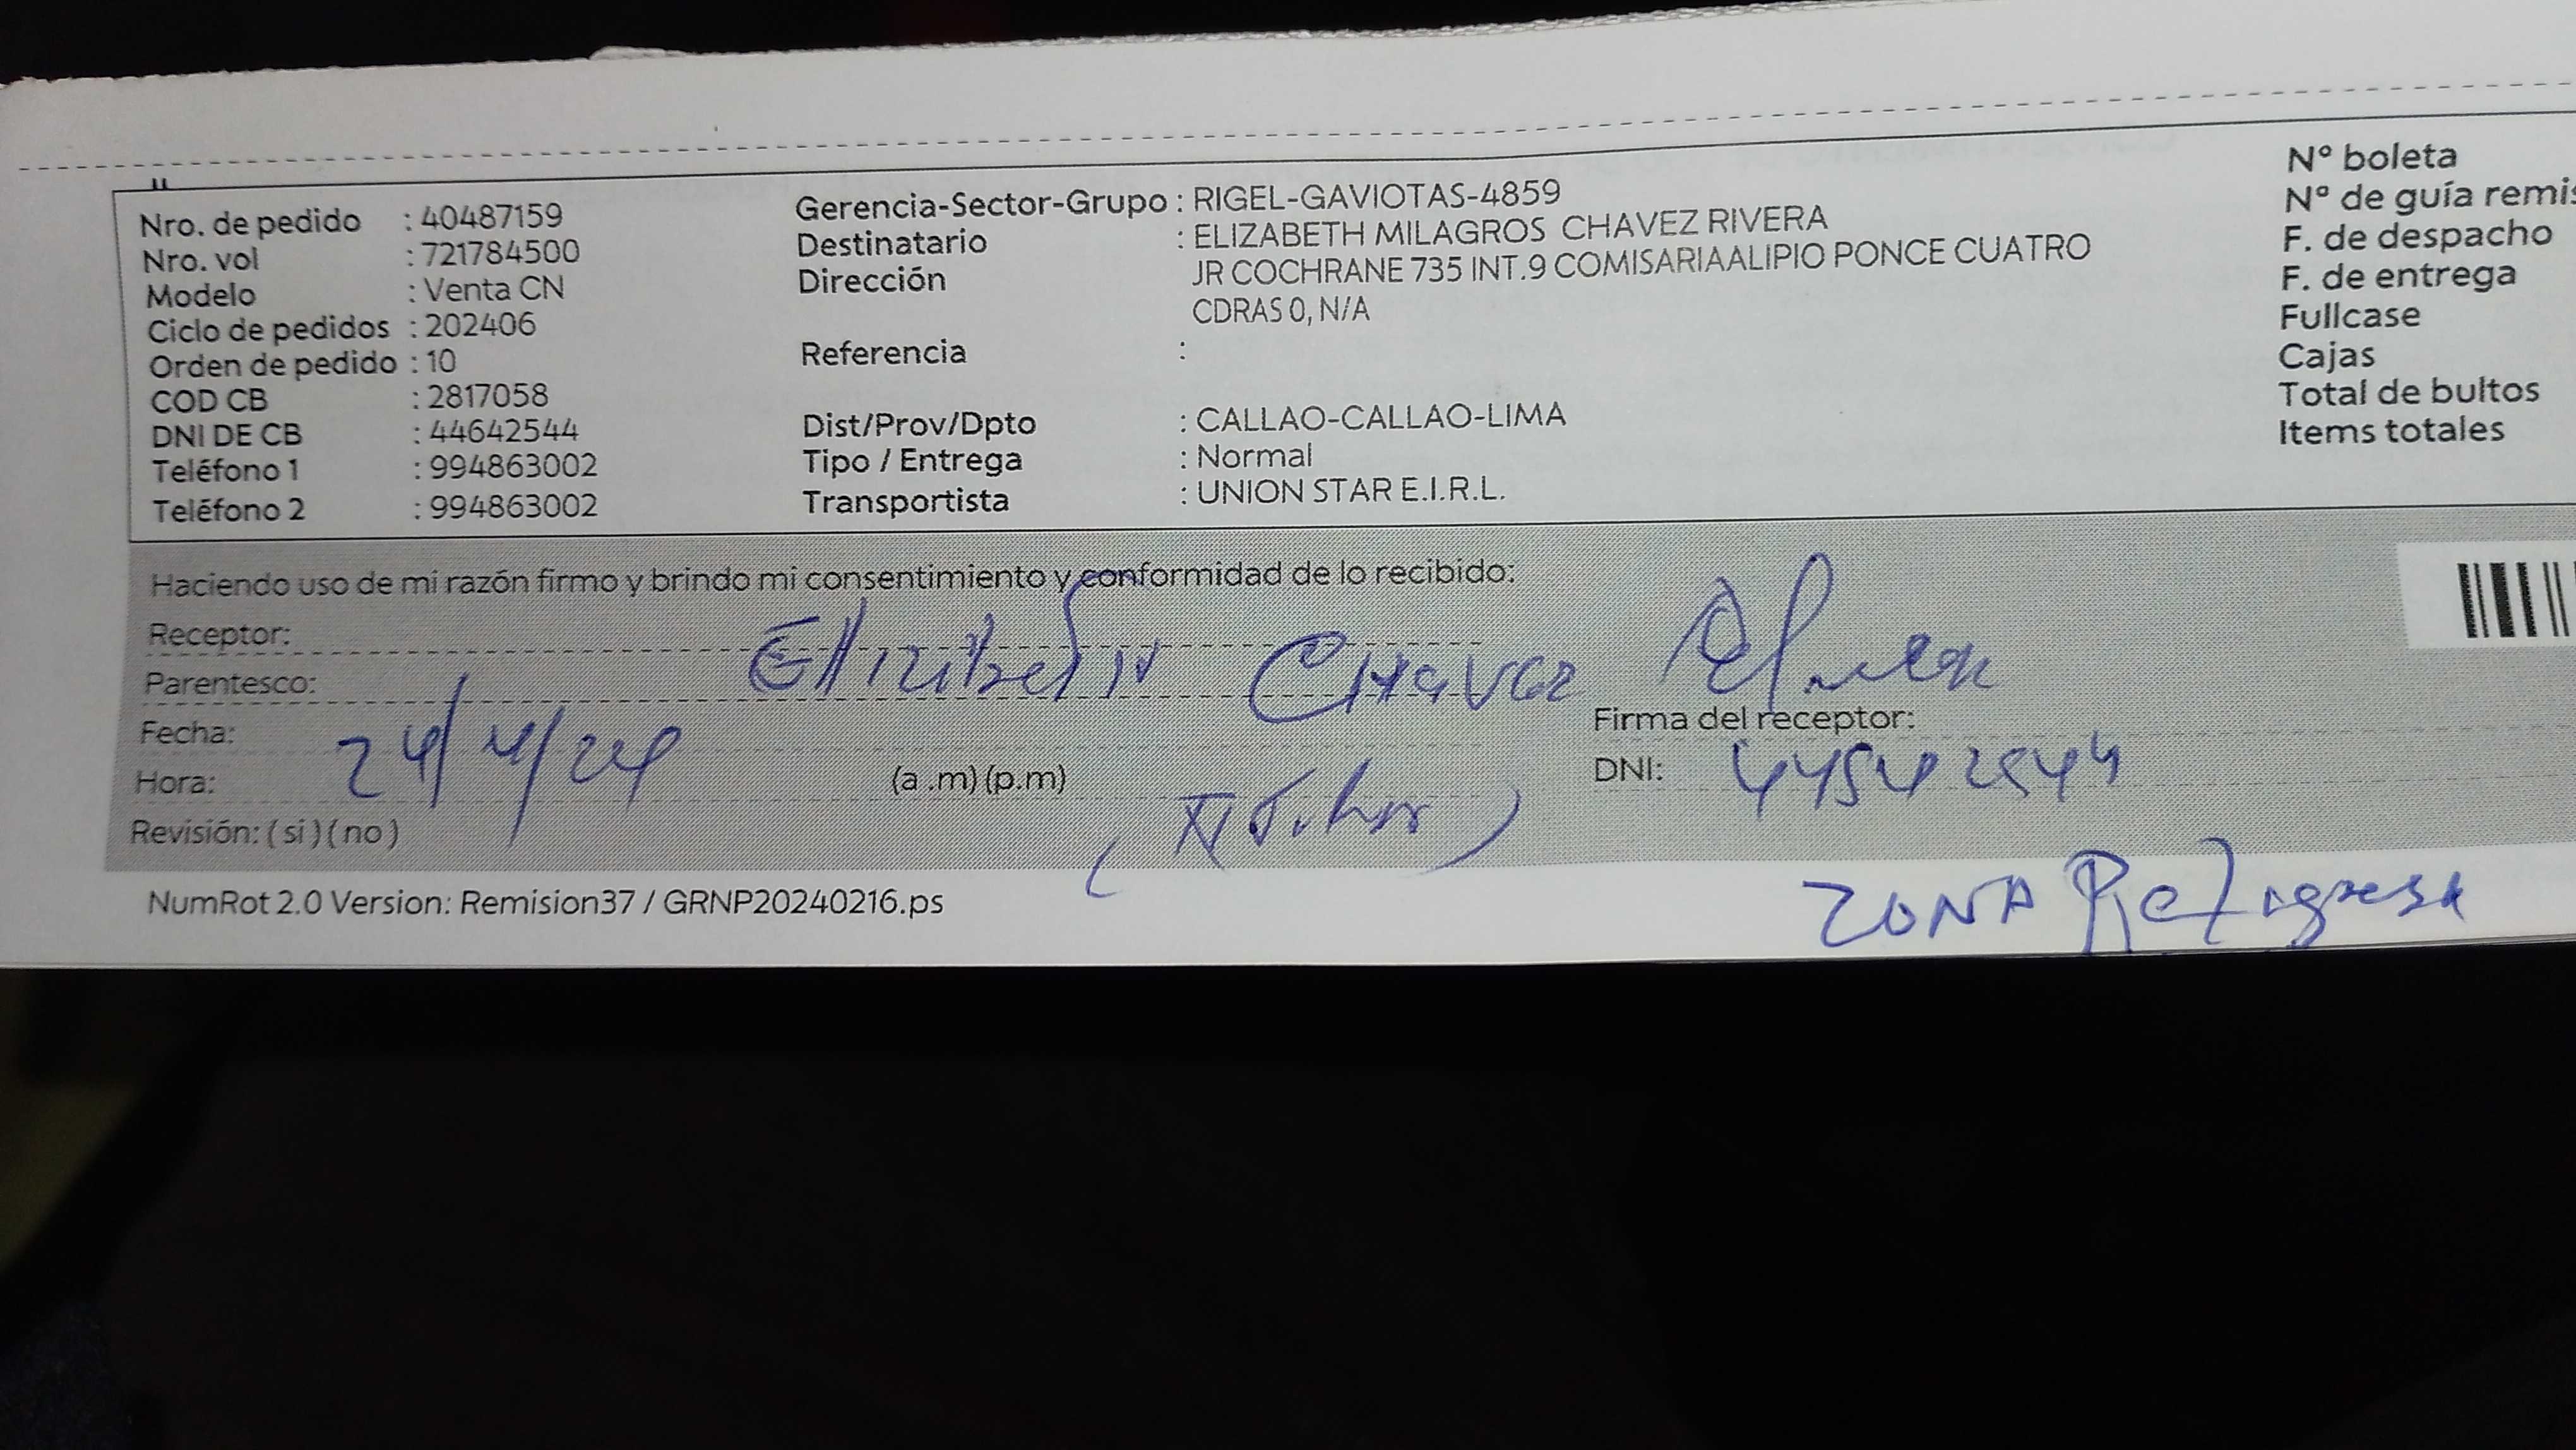 Nro. de pedido : 40487159
Nro. vol : 721784500
Modelo : Venta CN
Ciclo de pedidos : 202406
Orden de pedido : 10
COD CB : 2817058
DNI DE CB : 44642544
Teléfono 1 : 994863002
Teléfono 2 : 994863002
Gerencia-Sector-Grupo : RIGEL-GAVIOTAS-4859
Destinatario : ELIZABETH MILAGROS CHAVEZ RIVERA
Dirección JR COCHRANE 735 INT.9 COMISARIAALIPIO PONCE CUATRO
CDRAS 0, N/A
Referencia :
Dist/Prov/Dpto : CALLAO-CALLAO-LIMA
Tipo / Entrega : Normal
Transportista : UNION STAR E.I.R.L.
Nº boleta
Nº de guía remis
F. de despacho
F. de entrega
Fullcase
Cajas
Total de bultos
Items totales
Haciendo uso de mi razón firmo y brindo mi consentimiento y conformidad de lo recibido:
Receptor:
Elizabeth Chavez
Parentesco:
Firma del receptor:
Fecha: 24/4/24
Hora: (a .m) (p.m)
DNI:
Revisión: ( si ) ( no )
NumRot 2.0 Version: Remision37 / GRNP20240216.ps
ZONA